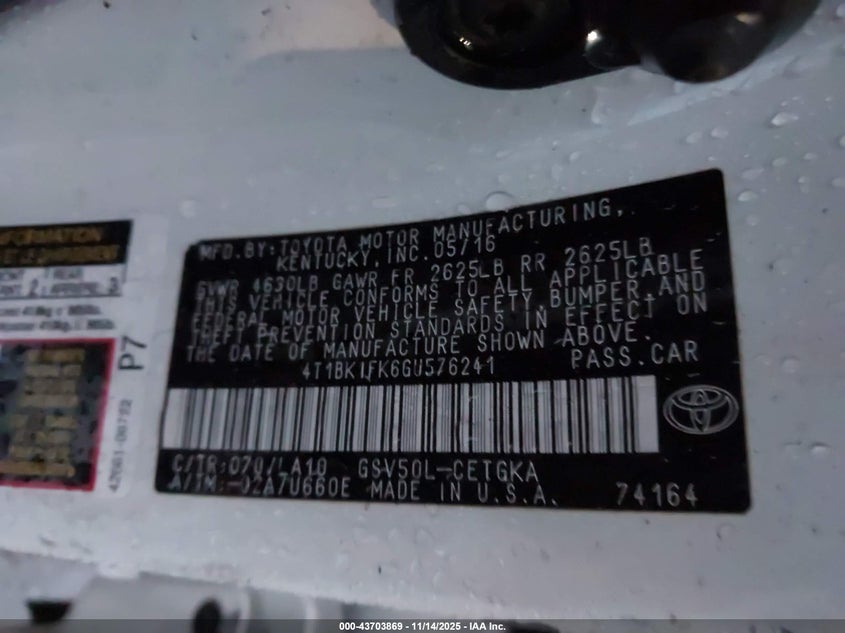 MFD. BY: TOYOTA MOTOR MANUFACTURING,
KENTUCKY, INC. 05/16
GVWR 4630LB GAWR FR 2625LB RR 2625LB
THIS VEHICLE CONFORMS TO ALL APPLICABLE
FEDERAL MOTOR VEHICLE SAFETY, BUMPER, AND
THEFT PREVENTION STANDARDS IN EFFECT ON
THE DATE OF MANUFACTURE SHOWN ABOVE.
4T1BK1FK6GU576241 PASS.CAR
C/TR: 070/LA10 GSV50L-CETGKA
A/TM: -02A/U660E MADE IN U.S.A. 74164
P7
000-43703869 - 11/14/2025 - IAA Inc.